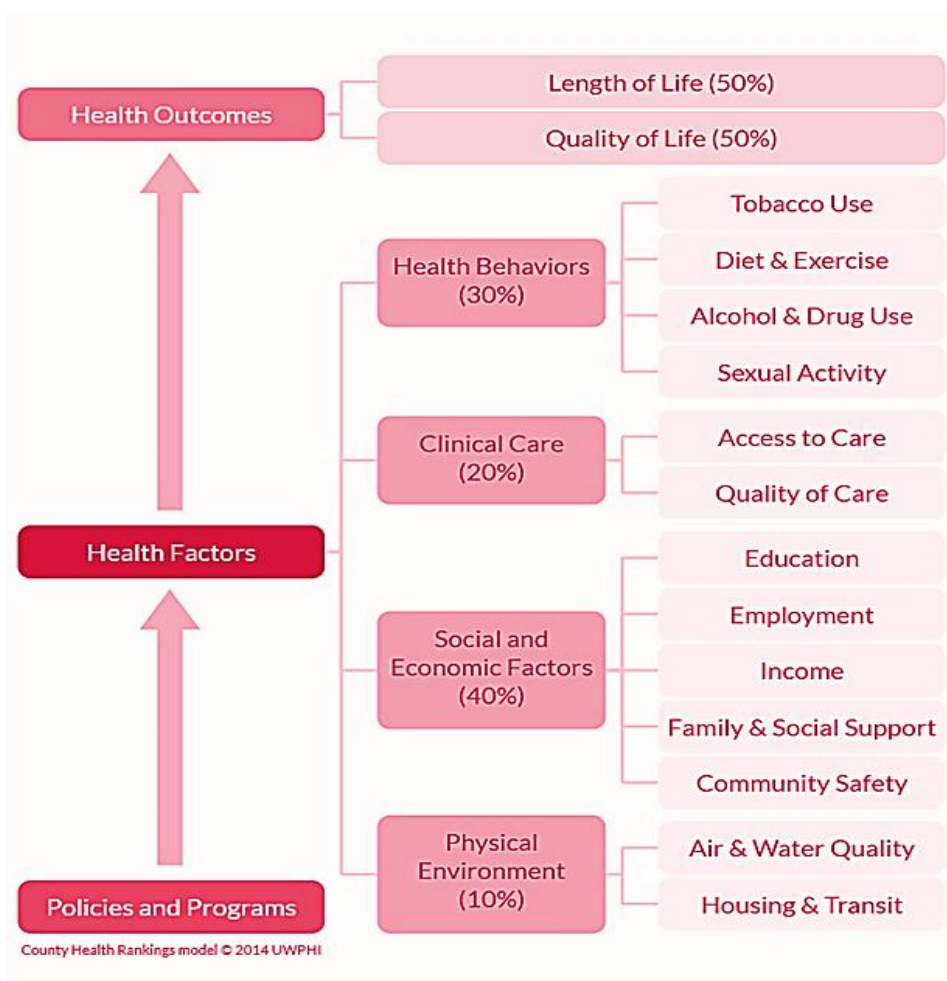 Health Outcomes
Length of Life (50%)
Quality of Life (50%)
Health Behaviors
(30%)
Tobacco Use
Diet & Exercise
Alcohol & Drug Use
Sexual Activity
Clinical Care
(20%)
Access to Care
Quality of Care
Health Factors
Social and
Economic Factors
(40%)
Education
Employment
Income
Family & Social Support
Community Safety
Physical
Environment
(10%)
Air & Water Quality
Housing & Transit
Policies and Programs
County Health Rankings model © 2014 UWPHI